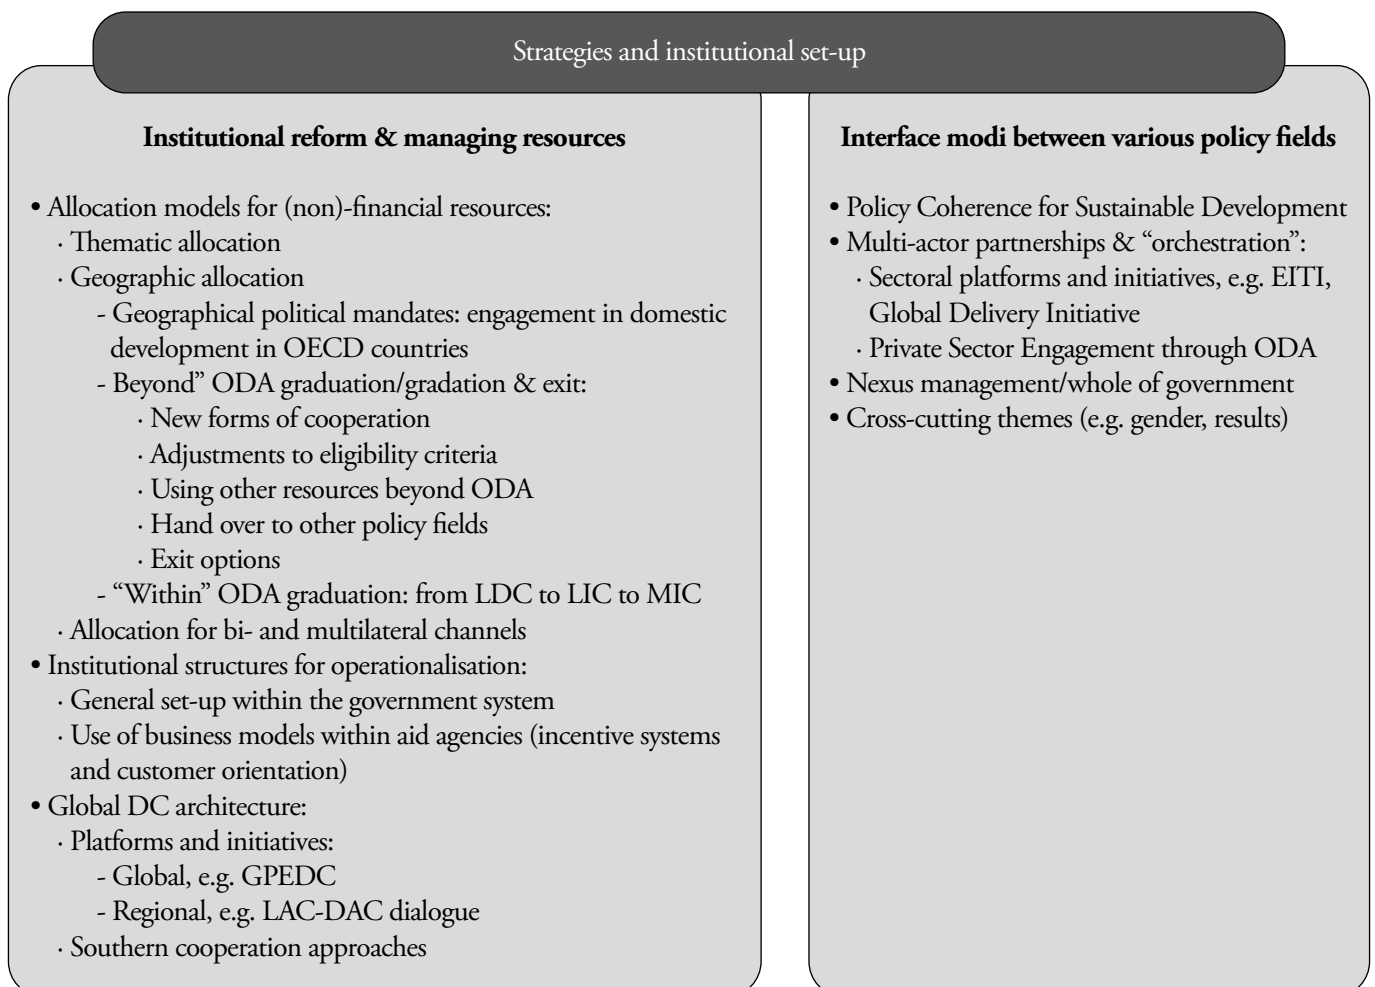 Strategies and institutional set-up
Institutional reform & managing resources
• Allocation models for (non)-financial resources:
· Thematic allocation
· Geographic allocation
- Geographical political mandates: engagement in domestic
development in OECD countries
- Beyond” ODA graduation/gradation & exit:
· New forms of cooperation
· Adjustments to eligibility criteria
· Using other resources beyond ODA
· Hand over to other policy fields
· Exit options
- “Within” ODA graduation: from LDC to LIC to MIC
· Allocation for bi- and multilateral channels
• Institutional structures for operationalisation:
· General set-up within the government system
· Use of business models within aid agencies (incentive systems
and customer orientation)
• Global DC architecture:
· Platforms and initiatives:
- Global, e.g. GPEDC
- Regional, e.g. LAC-DAC dialogue
· Southern cooperation approaches
Interface modi between various policy fields
• Policy Coherence for Sustainable Development
• Multi-actor partnerships & “orchestration”:
· Sectoral platforms and initiatives, e.g. EITI,
Global Delivery Initiative
· Private Sector Engagement through ODA
• Nexus management/whole of government
• Cross-cutting themes (e.g. gender, results)